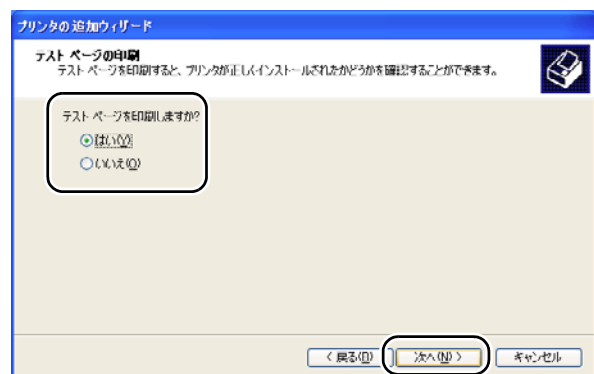 プリンタの追加ウィザード
テスト ページの印刷
テスト ページを印刷すると、プリンタが正しくインストールされたかどうかを確認することができます。
テスト ページを印刷しますか?
はい(Y)
いいえ(O)
< 戻る(B)
次へ(N) >
キャンセル